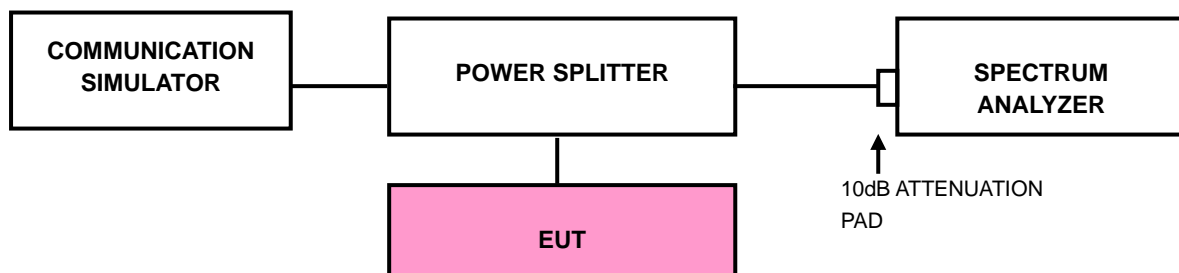 COMMUNICATION
SIMULATOR
POWER SPLITTER
SPECTRUM
ANALYZER
10dB ATTENUATION
PAD
EUT